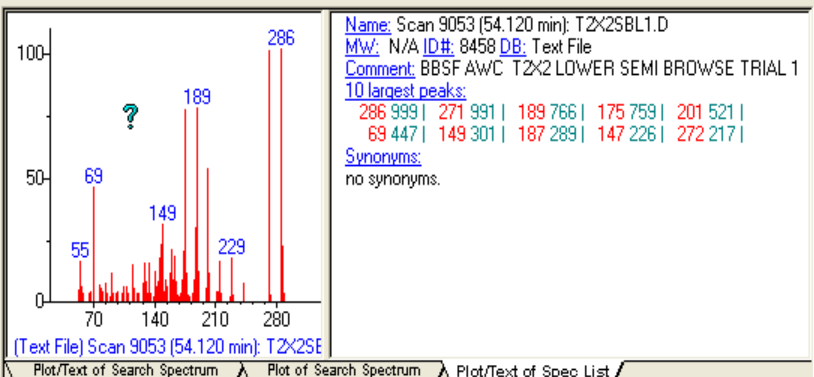 286
100
189
?
69
50
149
55
229
0
70 140 210 280
(Text File) Scan 9053 (54.120 min): T2X2SE
Name: Scan 9053 (54.120 min): T2X2SBL1.D
MW: N/A ID#: 8458 DB: Text File
Comment: BBSF AWC T2X2 LOWER SEMI BROWSE TRIAL 1
10 largest peaks:
286 999 | 271 991 | 189 766 | 175 759 | 201 521 |
69 447 | 149 301 | 187 289 | 147 226 | 272 217 |
Synonyms:
no synonyms.
Plot/Text of Search Spectrum Plot of Search Spectrum Plot/Text of Spec List